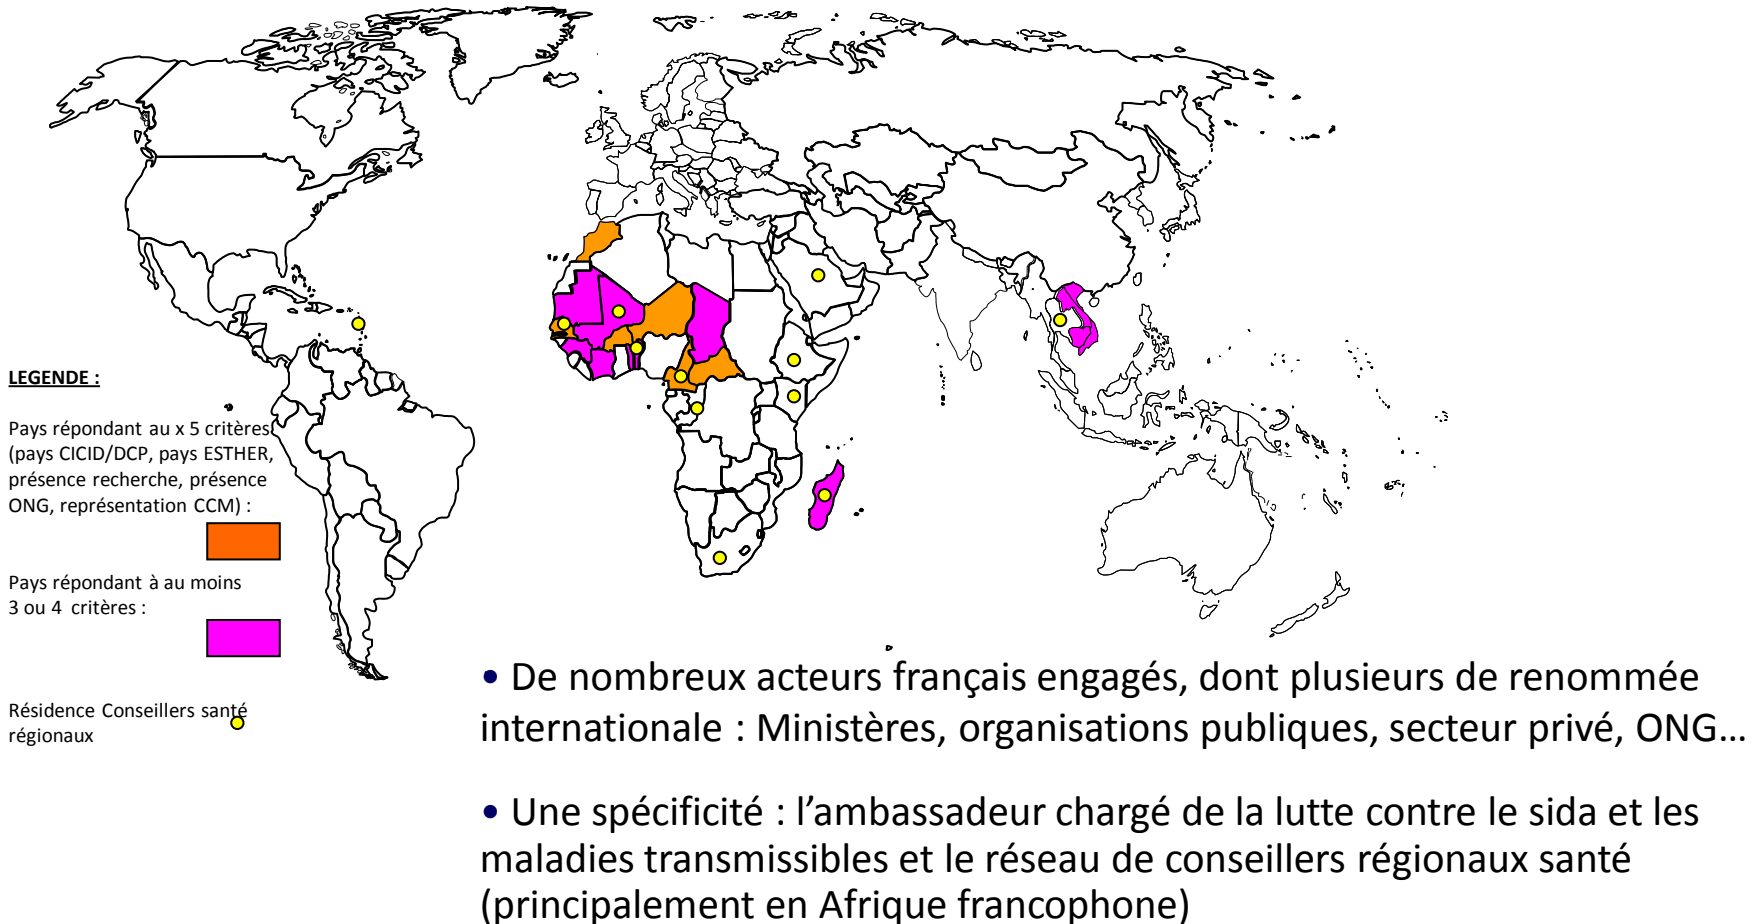 LEGENDE :
Pays répondant au x 5 critères
(pays CICID/DCP, pays ESTHER,
présence recherche, présence
ONG, représentation CCM) :
Pays répondant à au moins
3 ou 4 critères :
Résidence Conseillers santé
régionaux
• De nombreux acteurs français engagés, dont plusieurs de renommée
internationale : Ministères, organisations publiques, secteur privé, ONG…
• Une spécificité : l’ambassadeur chargé de la lutte contre le sida et les
maladies transmissibles et le réseau de conseillers régionaux santé
(principalement en Afrique francophone)